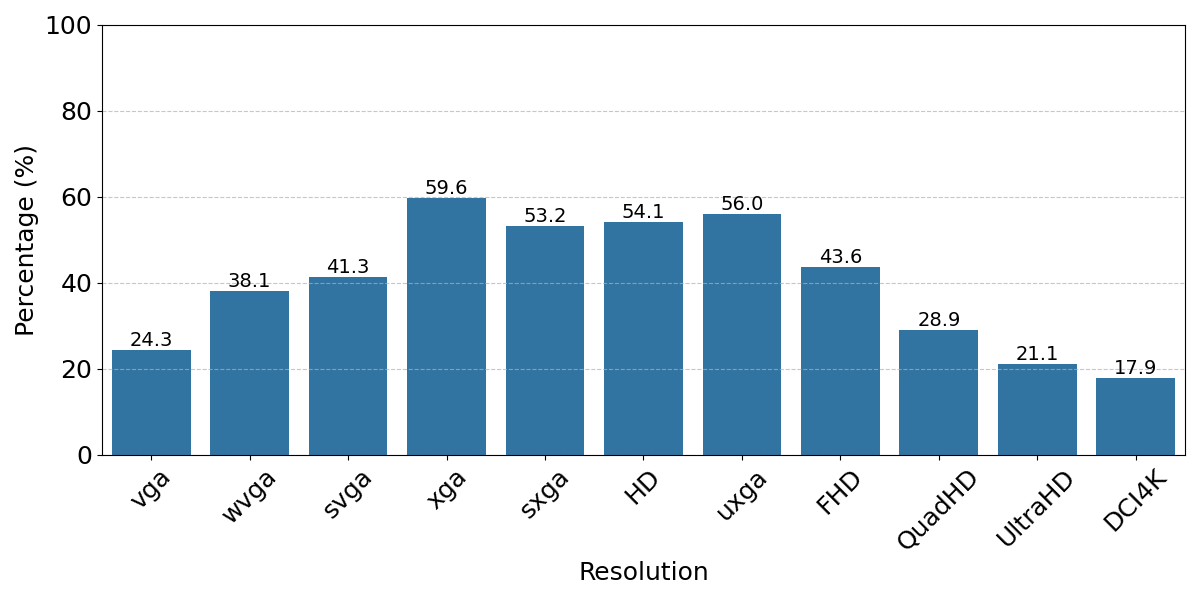 Percentage (%)
100
80
60
40
20
0
24.3
38.1
41.3
59.6
53.2
54.1
56.0
43.6
28.9
21.1
17.9
vga
wvga
svga
xga
sxga
HD
uxga
FHD
QuadHD
UltraHD
DCI4K
Resolution